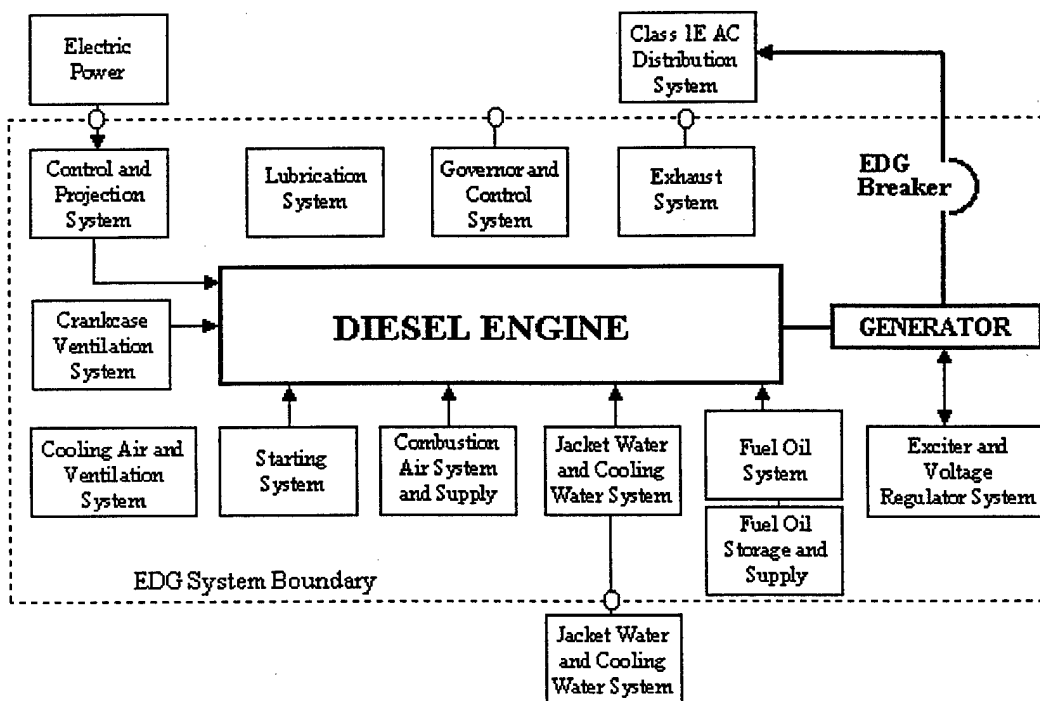 Electric
Power
Class 1E AC
Distribution
System
Control and
Projection
System
Lubrication
System
Governor and
Control
System
Exhaust
System
EDG
Breaker
Crankcase
Ventilation
System
DIESEL ENGINE
GENERATOR
Cooling Air and
Ventilation
System
Starting
System
Combustion
Air System
and Supply
Jacket Water
and Cooling
Water System
Fuel Oil
System
Exciter and
Voltage
Regulator System
Fuel Oil
Storage and
Supply
EDG System Boundary
Jacket Water
and Cooling
Water System